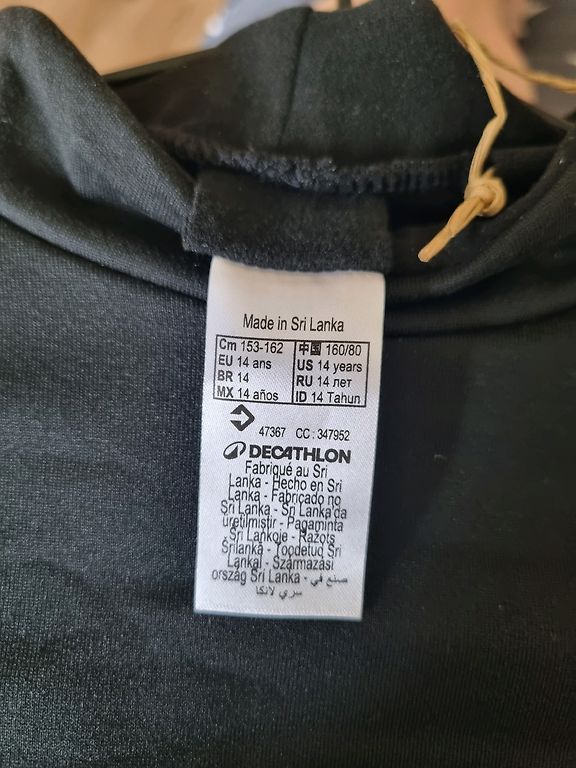 Made in Sri Lanka
Cm 153-162 中国 160/80
EU 14 ans US 14 years
BR 14 RU 14 лет
MX 14 años ID 14 Tahun
47367 CC : 347952
DECATHLON
Fabriqué au Sri
Lanka - Hecho en Sri
Lanka - Fabricado no
Sri Lanka - Sri Lanka'da
üretilmiştir - Pagaminta
Sri Lankoje - Ražots
Šrilankā - Toodetud Sri
Lankal - Származási
ország Sri Lanka - صنع في
سري لانكا